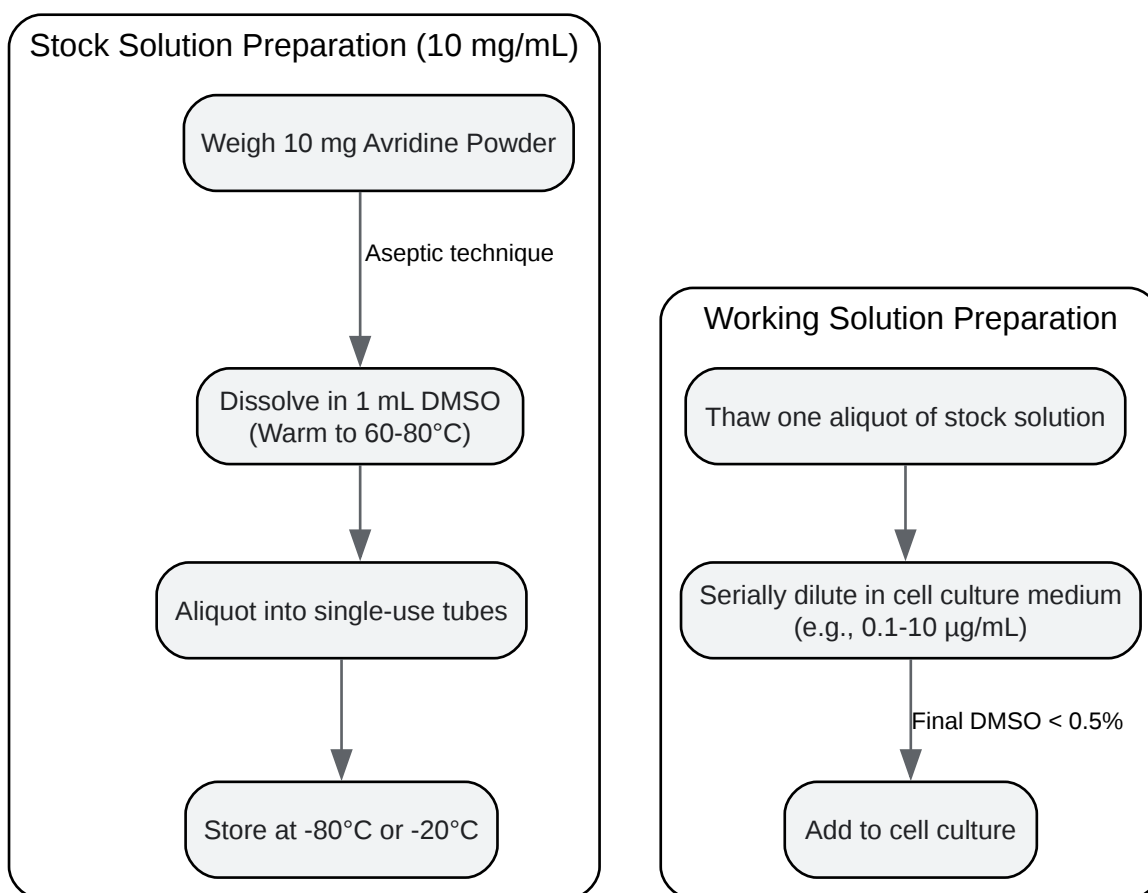 Stock Solution Preparation (10 mg/mL)
Weigh 10 mg Avridine Powder
Aseptic technique
Dissolve in 1 mL DMSO
(Warm to 60-80°C)
Aliquot into single-use tubes
Store at -80°C or -20°C
Working Solution Preparation
Thaw one aliquot of stock solution
Serially dilute in cell culture medium
(e.g., 0.1-10 µg/mL)
Final DMSO < 0.5%
Add to cell culture